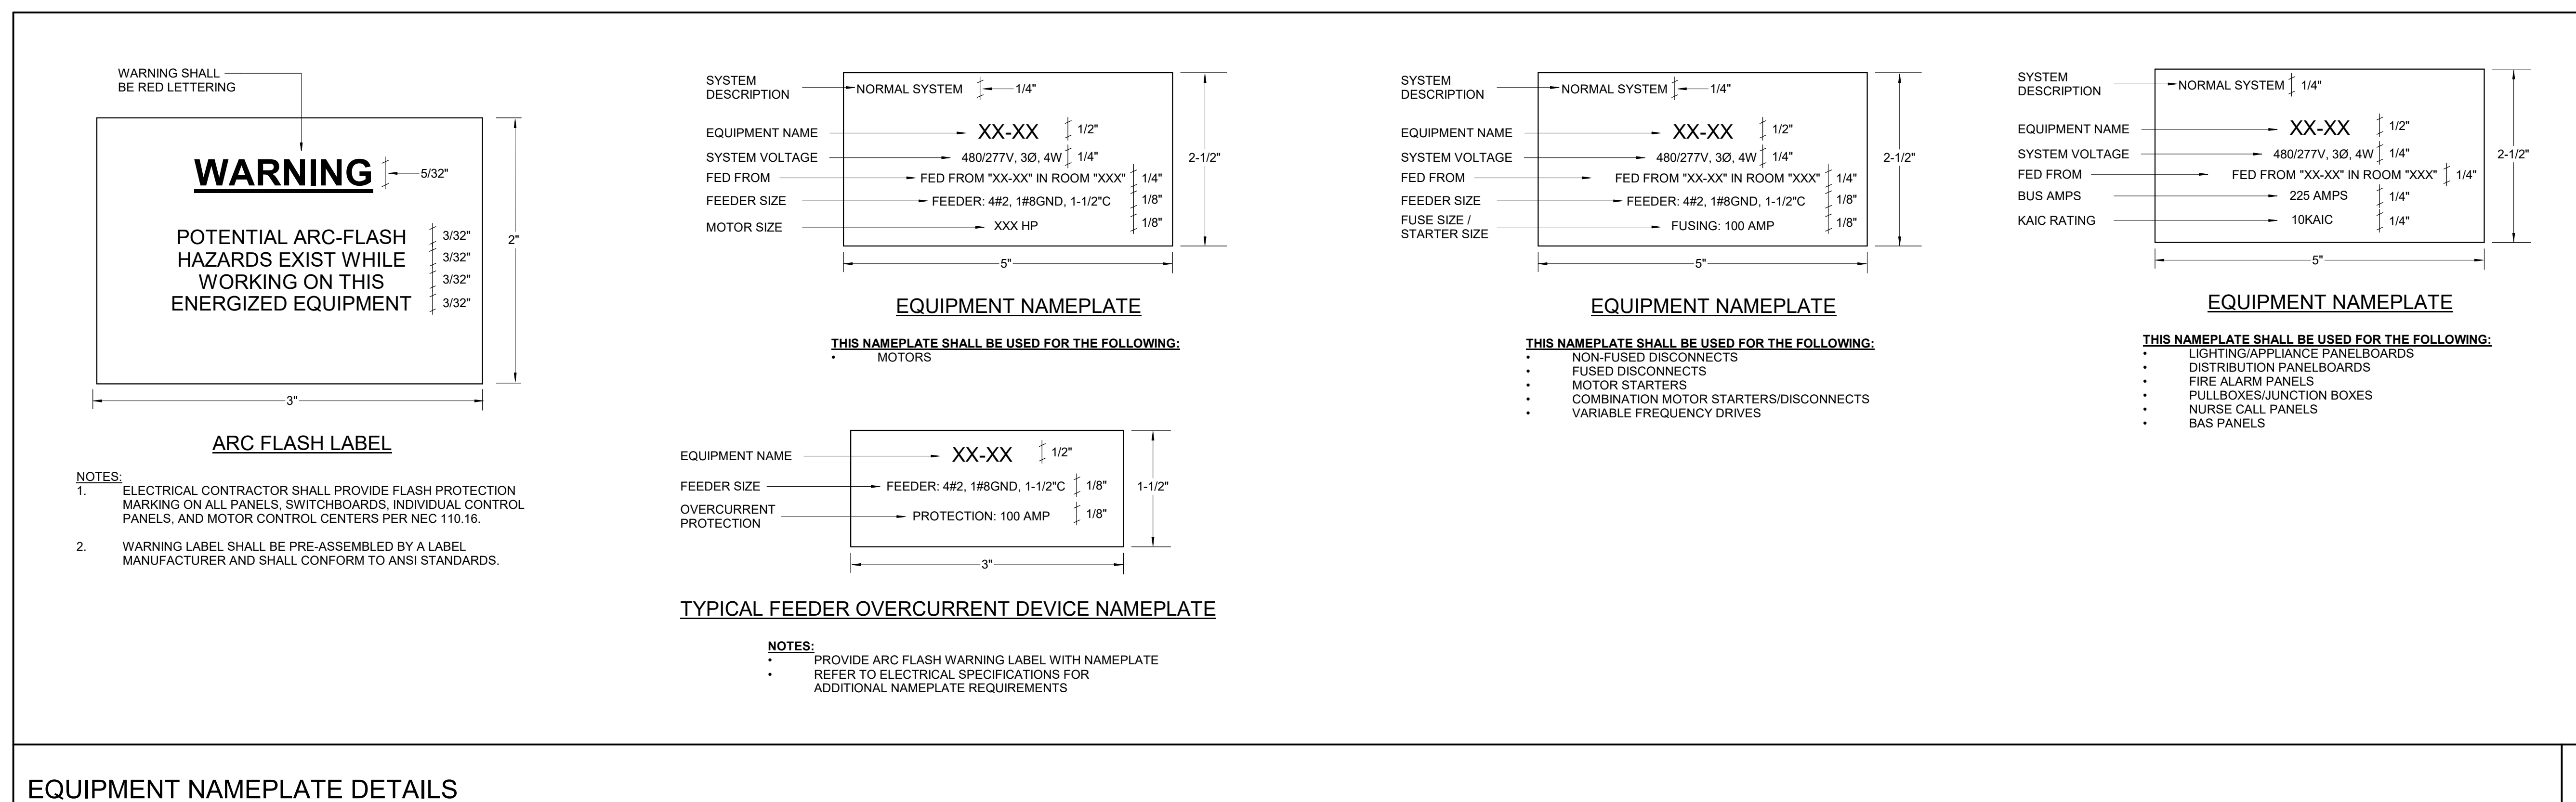 WARNING SHALL
BE RED LETTERING
WARNING
5/32"
POTENTIAL ARC-FLASH
HAZARDS EXIST WHILE
WORKING ON THIS
ENERGIZED EQUIPMENT
3/32"
3/32"
3/32"
3/32"
2"
3"
ARC FLASH LABEL
NOTES:
1. ELECTRICAL CONTRACTOR SHALL PROVIDE FLASH PROTECTION
MARKING ON ALL PANELS, SWITCHBOARDS, INDIVIDUAL CONTROL
PANELS, AND MOTOR CONTROL CENTERS PER NEC 110.16.
2. WARNING LABEL SHALL BE PRE-ASSEMBLED BY A LABEL
MANUFACTURER AND SHALL CONFORM TO ANSI STANDARDS.
SYSTEM
DESCRIPTION
NORMAL SYSTEM 1/4"
EQUIPMENT NAME XX-XX 1/2"
SYSTEM VOLTAGE 480/277V, 3Ø, 4W 1/4"
FED FROM FED FROM "XX-XX" IN ROOM "XXX" 1/4"
FEEDER SIZE FEEDER: 4#2, 1#8GND, 1-1/2"C 1/8"
MOTOR SIZE XXX HP 1/8"
2-1/2"
5"
EQUIPMENT NAMEPLATE
THIS NAMEPLATE SHALL BE USED FOR THE FOLLOWING:
• MOTORS
EQUIPMENT NAME XX-XX 1/2"
FEEDER SIZE FEEDER: 4#2, 1#8GND, 1-1/2"C 1/8"
OVERCURRENT
PROTECTION
PROTECTION: 100 AMP 1/8"
1-1/2"
3"
TYPICAL FEEDER OVERCURRENT DEVICE NAMEPLATE
NOTES:
• PROVIDE ARC FLASH WARNING LABEL WITH NAMEPLATE
• REFER TO ELECTRICAL SPECIFICATIONS FOR
ADDITIONAL NAMEPLATE REQUIREMENTS
SYSTEM
DESCRIPTION
NORMAL SYSTEM 1/4"
EQUIPMENT NAME XX-XX 1/2"
SYSTEM VOLTAGE 480/277V, 3Ø, 4W 1/4"
FED FROM FED FROM "XX-XX" IN ROOM "XXX" 1/4"
FEEDER SIZE FEEDER: 4#2, 1#8GND, 1-1/2"C 1/8"
FUSE SIZE /
STARTER SIZE
FUSING: 100 AMP 1/8"
2-1/2"
5"
EQUIPMENT NAMEPLATE
THIS NAMEPLATE SHALL BE USED FOR THE FOLLOWING:
• NON-FUSED DISCONNECTS
• FUSED DISCONNECTS
• MOTOR STARTERS
• COMBINATION MOTOR STARTERS/DISCONNECTS
• VARIABLE FREQUENCY DRIVES
SYSTEM
DESCRIPTION
NORMAL SYSTEM 1/4"
EQUIPMENT NAME XX-XX 1/2"
SYSTEM VOLTAGE 480/277V, 3Ø, 4W 1/4"
FED FROM FED FROM "XX-XX" IN ROOM "XXX" 1/4"
BUS AMPS 225 AMPS 1/4"
KAIC RATING 10KAIC 1/4"
2-1/2"
5"
EQUIPMENT NAMEPLATE
THIS NAMEPLATE SHALL BE USED FOR THE FOLLOWING:
• LIGHTING/APPLIANCE PANELBOARDS
• DISTRIBUTION PANELBOARDS
• FIRE ALARM PANELS
• PULLBOXES/JUNCTION BOXES
• NURSE CALL PANELS
• BAS PANELS
EQUIPMENT NAMEPLATE DETAILS